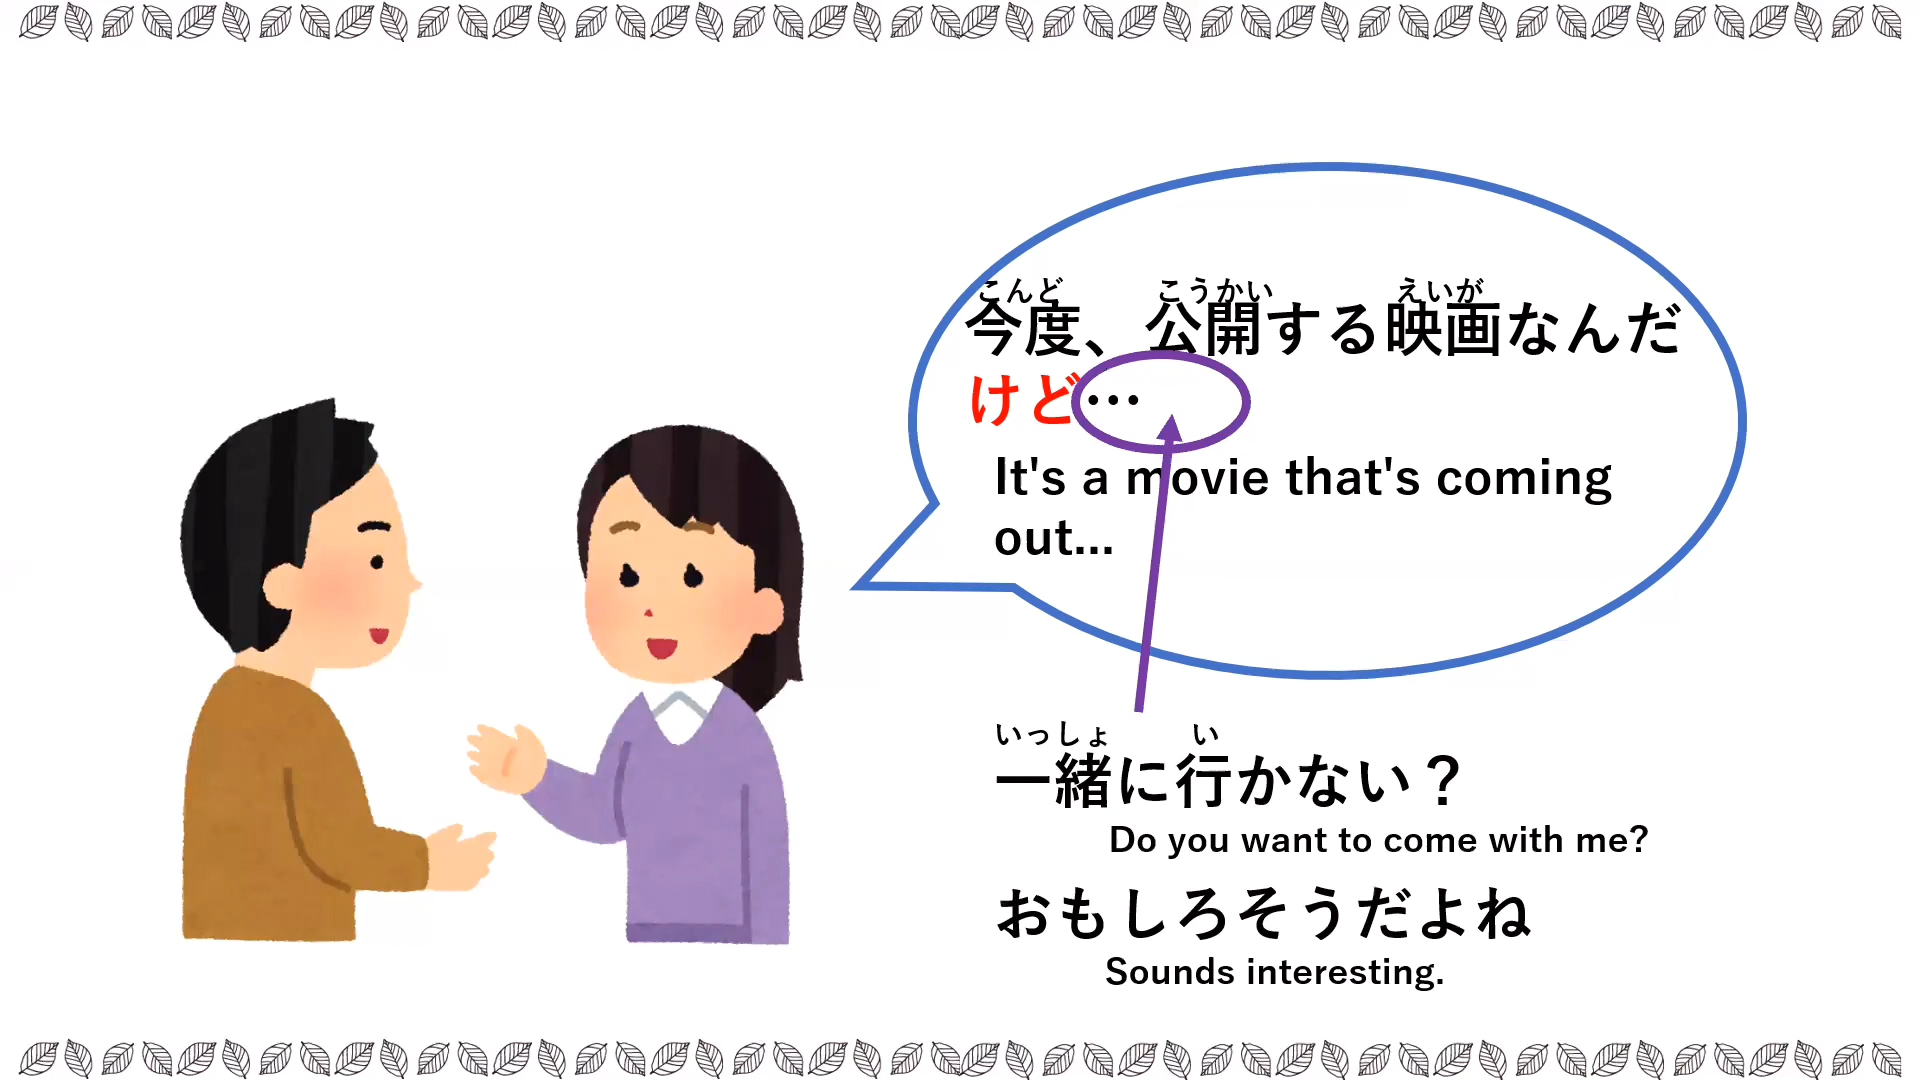 こんど こうかい えいが
今度、公開する映画なんだ
けど…
It's a movie that's coming
out...
いっしょ い
一緒に行かない？
Do you want to come with me?
おもしろそうだよね
Sounds interesting.